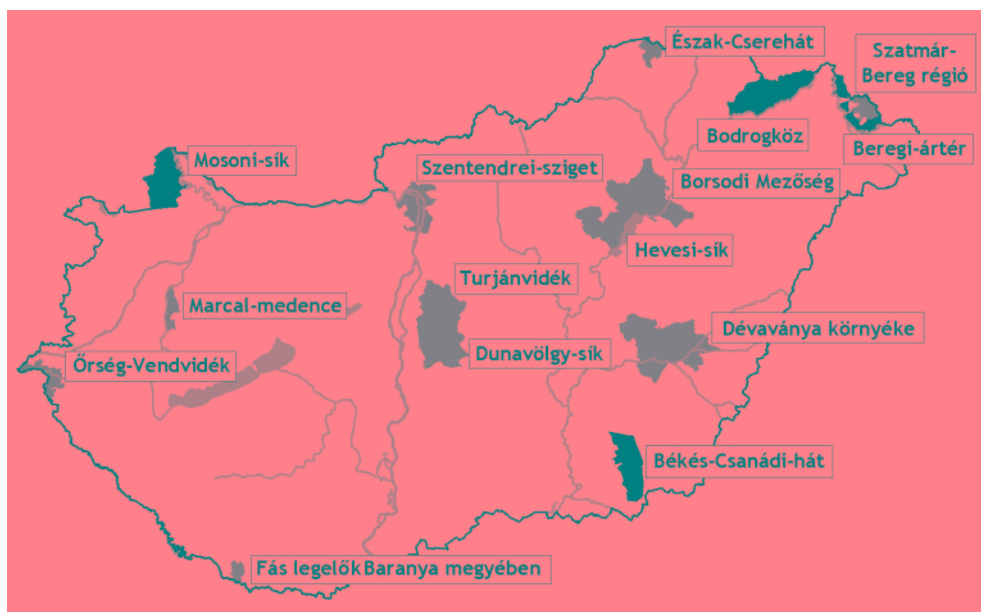 Észak-Cserehát
Szatmár-
Bereg régió
Bodrogköz
Beregi-ártér
Mosoni-sík
Szentendrei-sziget
Borsodi Mezőség
Hevesi-sík
Turjánvidék
Marcal-medence
Dévaványa környéke
Dunavölgy-sík
Őrség-Vendvidék
Békés-Csanádi-hát
Fás legelők Baranya megyében